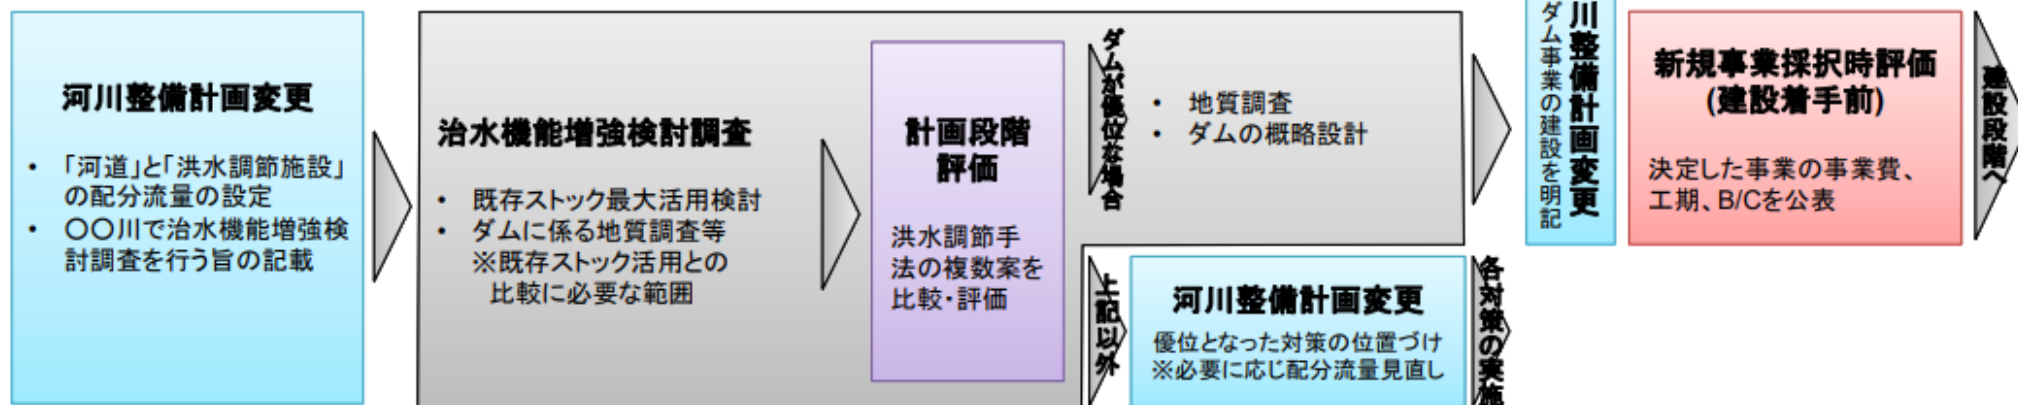 河川整備計画変更
・ 「河道」と「洪水調節施設」
の配分流量の設定
・ 〇〇川で治水機能増強検
討調査を行う旨の記載
治水機能増強検討調査
・ 既存ストック最大活用検討
・ ダムに係る地質調査等
※既存ストック活用との
比較に必要な範囲
計画段階
評価
洪水調節手
法の複数案を
比較・評価
ダムが優位な場合
・ 地質調査
・ ダムの概略設計
上記以外
河川整備計画変更
優位となった対策の位置づけ
※必要に応じ配分流量見直し
各対策の実施
川整備計画変更
ダム事業の建設を明記
新規事業採択時評価
(建設着手前)
決定した事業の事業費、
工期、B/Cを公表
建設段階へ